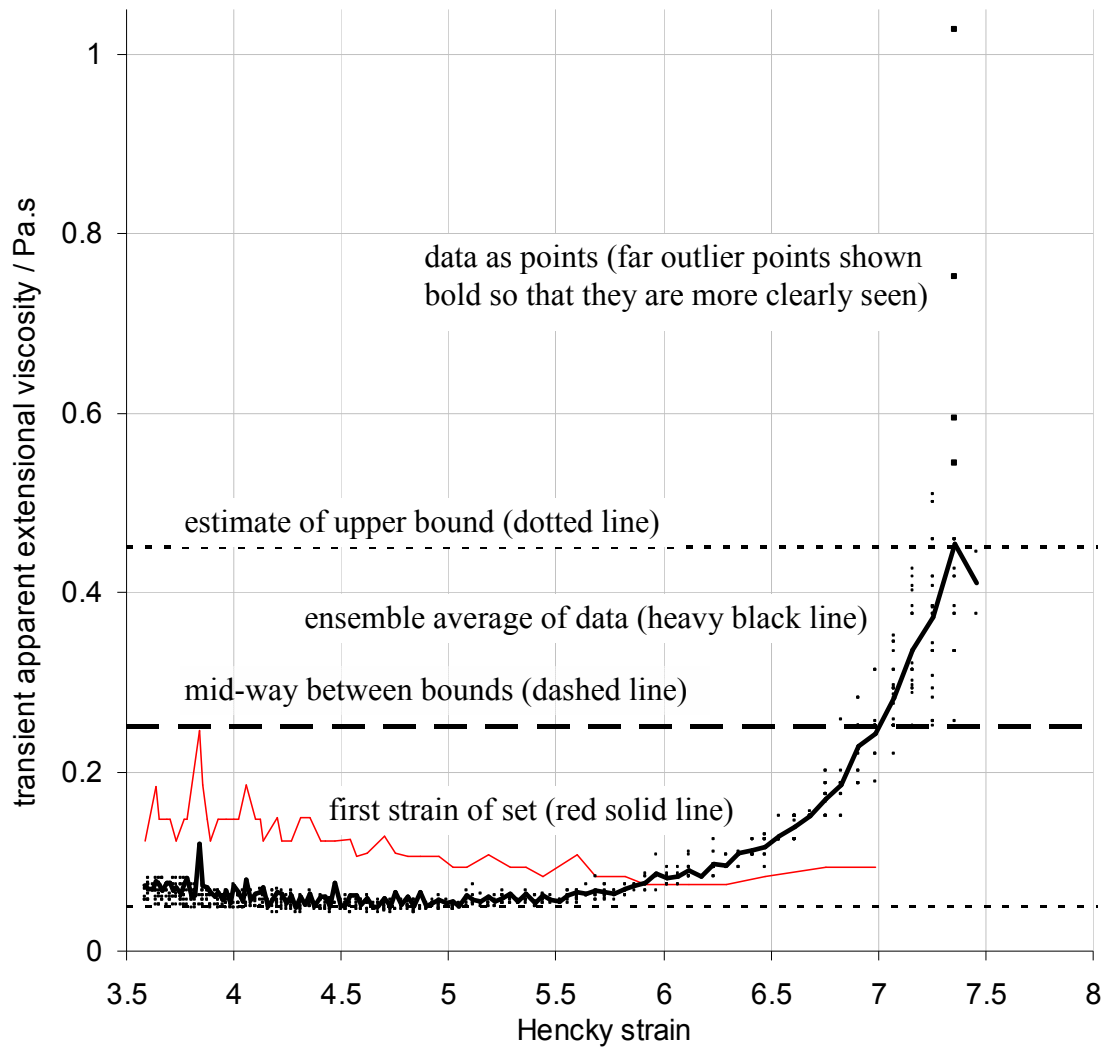 transient apparent extensional viscosity / Pa.s
1
0.8
0.6
0.4
0.2
0
data as points (far outlier points shown
bold so that they are more clearly seen)
estimate of upper bound (dotted line)
ensemble average of data (heavy black line)
mid-way between bounds (dashed line)
first strain of set (red solid line)
3.5 4 4.5 5 5.5 6 6.5 7 7.5 8
Hencky strain